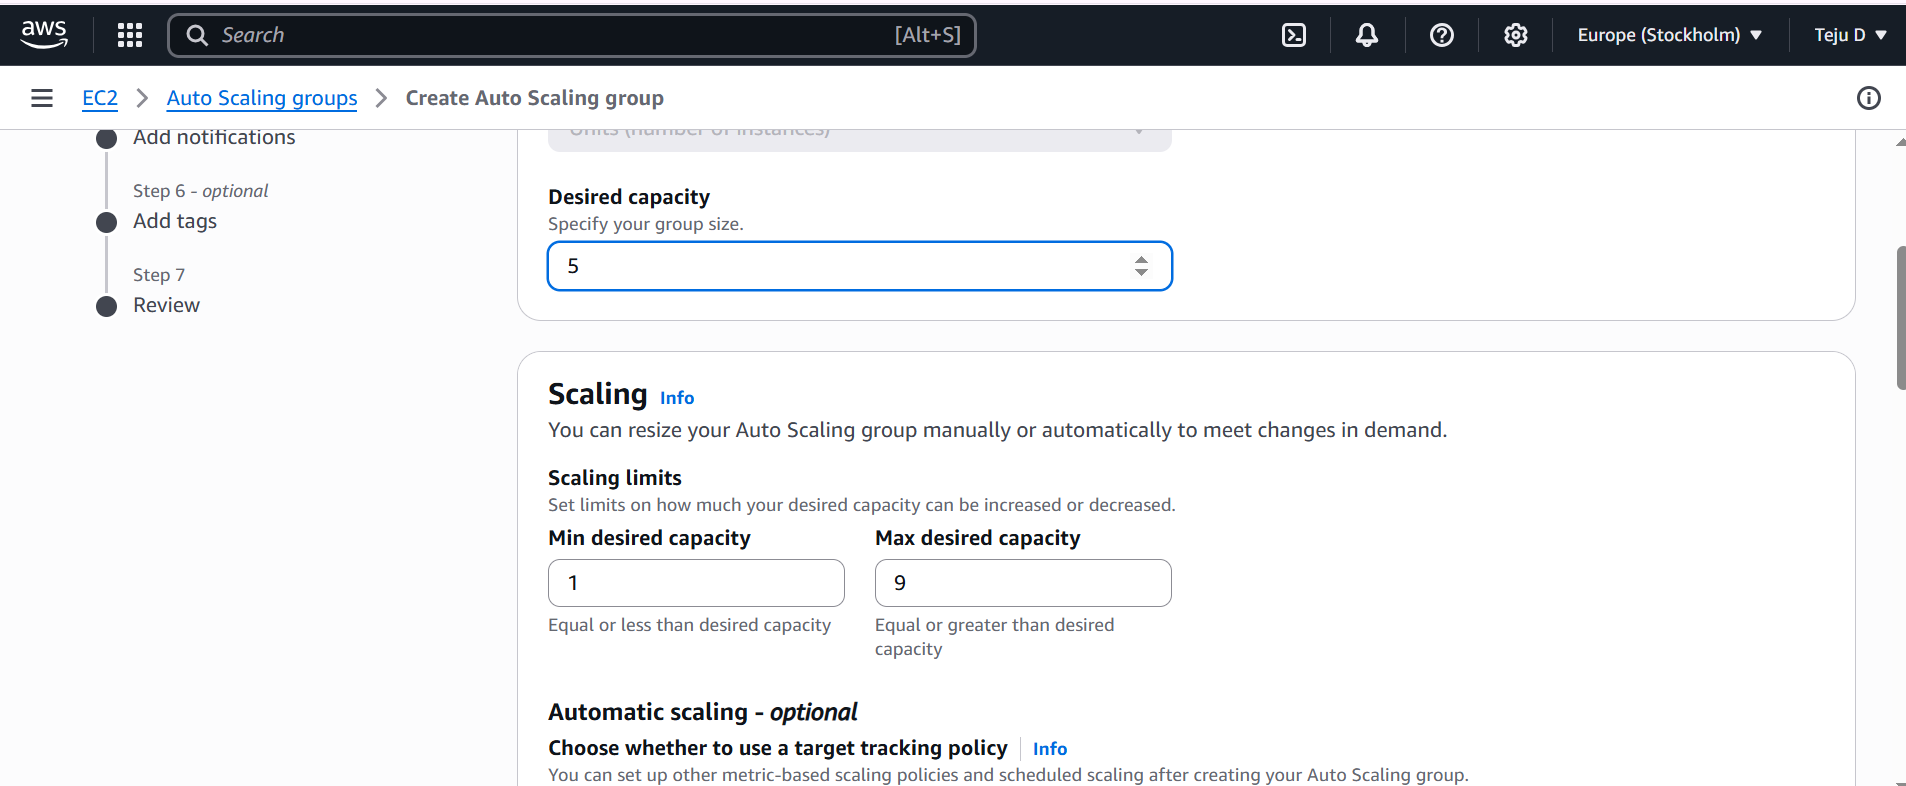 aws
Search [Alt+S]
Europe (Stockholm) Teju D
EC2 Auto Scaling groups Create Auto Scaling group
Add notifications
Step 6 - optional
Add tags
Step 7
Review
Units (number of instances)
Desired capacity
Specify your group size.
5
Scaling Info
You can resize your Auto Scaling group manually or automatically to meet changes in demand.
Scaling limits
Set limits on how much your desired capacity can be increased or decreased.
Min desired capacity
1
Equal or less than desired capacity
Max desired capacity
9
Equal or greater than desired
capacity
Automatic scaling - optional
Choose whether to use a target tracking policy Info
You can set up other metric-based scaling policies and scheduled scaling after creating your Auto Scaling group.